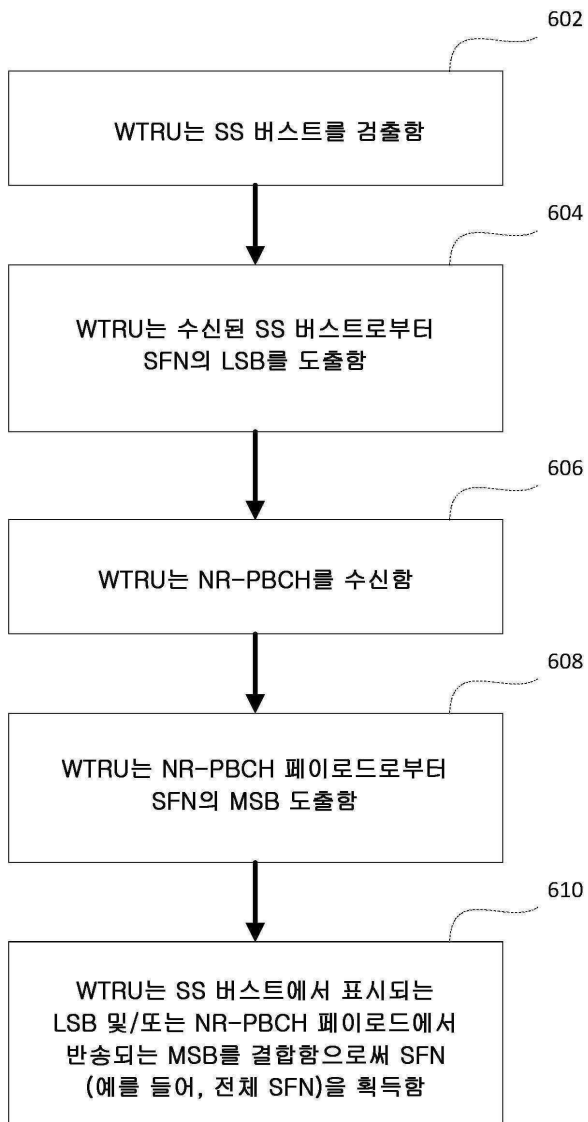 602
WTRU는 SS 버스트를 검출함
604
WTRU는 수신된 SS 버스트로부터
SFN의 LSB를 도출함
606
WTRU는 NR-PBCH를 수신함
608
WTRU는 NR-PBCH 페이로드로부터
SFN의 MSB 도출함
610
WTRU는 SS 버스트에서 표시되는
LSB 및/또는 NR-PBCH 페이로드에서
반송되는 MSB를 결합함으로써 SFN
(예를 들어, 전체 SFN)을 획득함